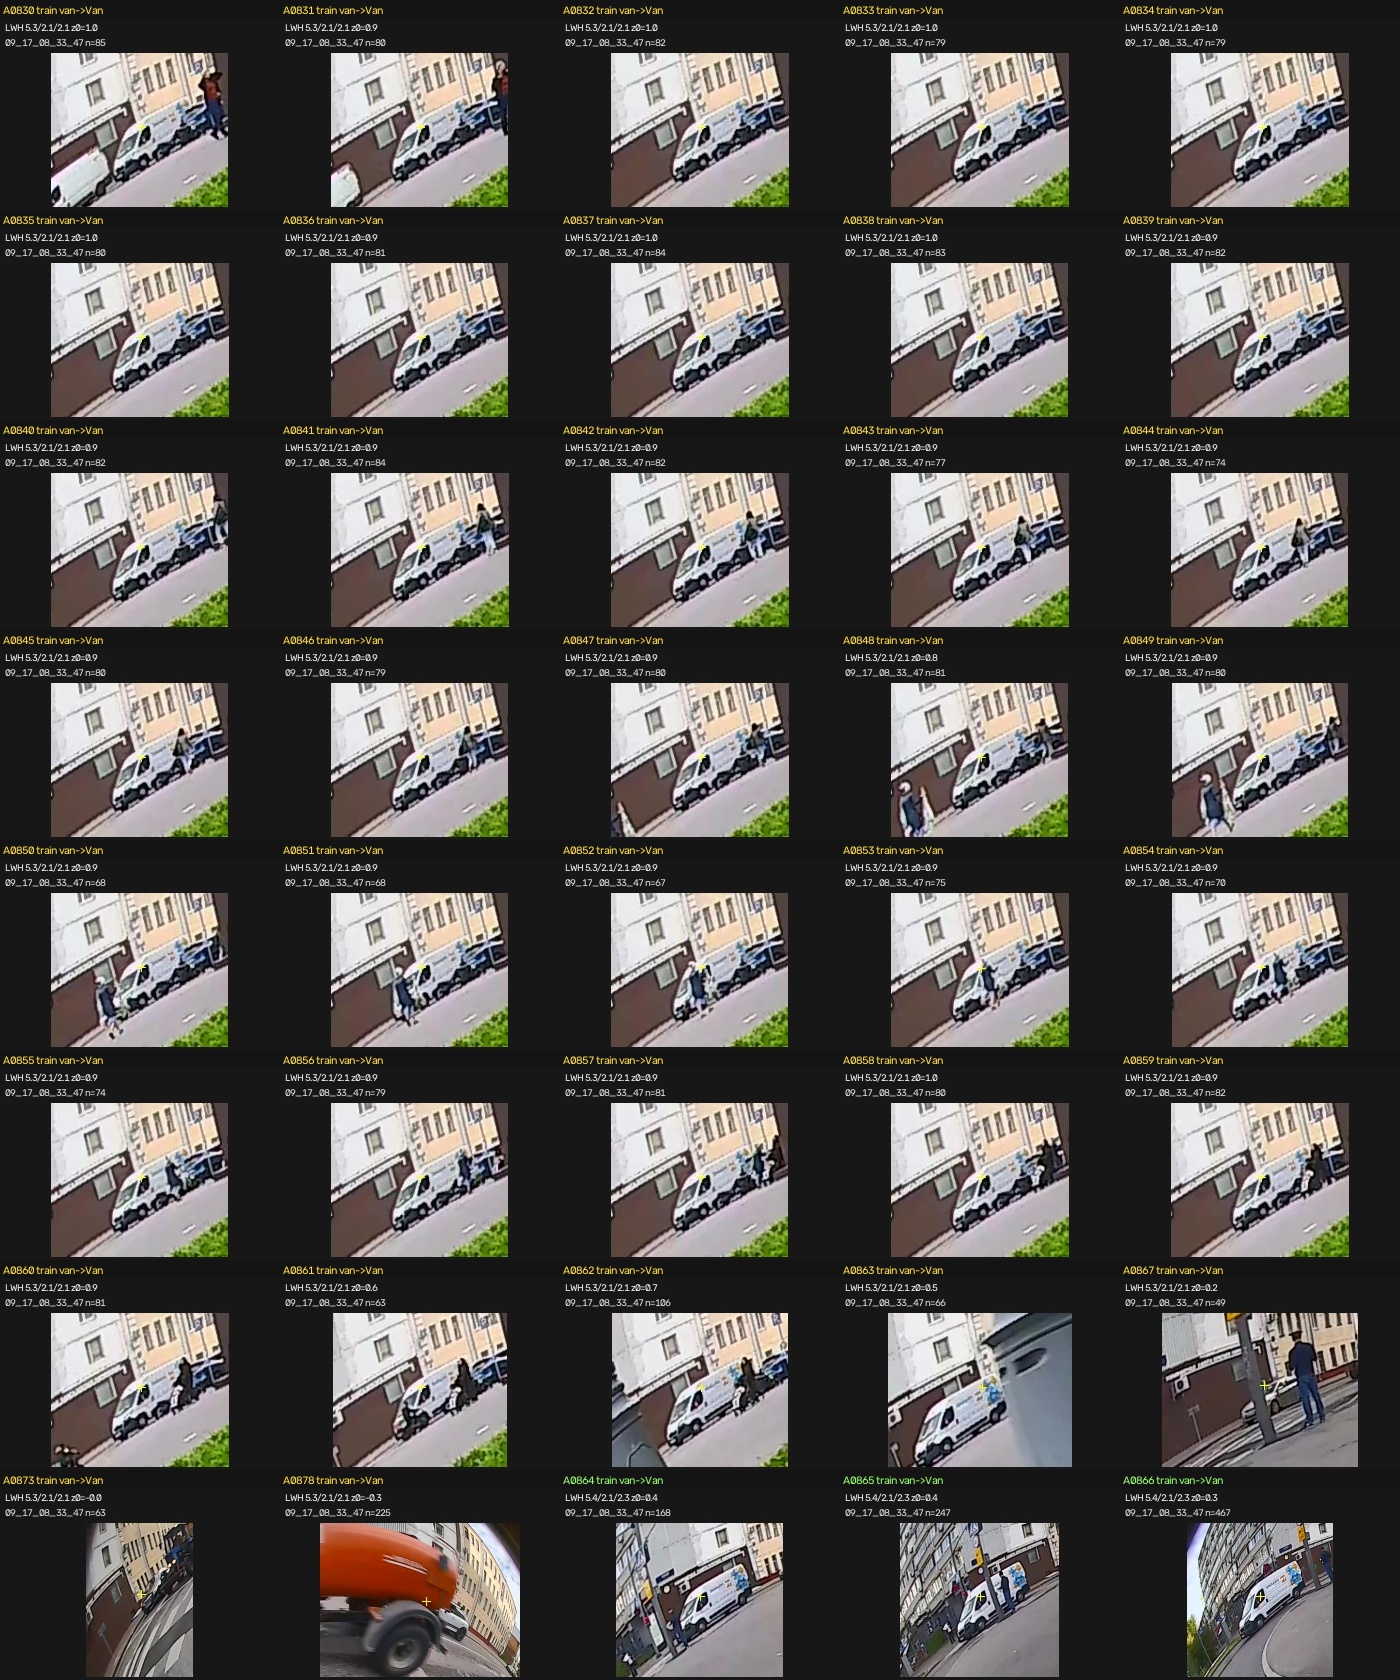 A0830 train van->Van
LWH 5.3/2.1/2.1 z0=1.0
09_17_08_33_47 n=85
A0831 train van->Van
LWH 5.3/2.1/2.1 z0=0.9
09_17_08_33_47 n=80
A0832 train van->Van
LWH 5.3/2.1/2.1 z0=1.0
09_17_08_33_47 n=82
A0833 train van->Van
LWH 5.3/2.1/2.1 z0=1.0
09_17_08_33_47 n=79
A0834 train van->Van
LWH 5.3/2.1/2.1 z0=1.0
09_17_08_33_47 n=79
A0835 train van->Van
LWH 5.3/2.1/2.1 z0=1.0
09_17_08_33_47 n=80
A0836 train van->Van
LWH 5.3/2.1/2.1 z0=0.9
09_17_08_33_47 n=81
A0837 train van->Van
LWH 5.3/2.1/2.1 z0=1.0
09_17_08_33_47 n=84
A0838 train van->Van
LWH 5.3/2.1/2.1 z0=1.0
09_17_08_33_47 n=83
A0839 train van->Van
LWH 5.3/2.1/2.1 z0=0.9
09_17_08_33_47 n=82
A0840 train van->Van
LWH 5.3/2.1/2.1 z0=0.9
09_17_08_33_47 n=82
A0841 train van->Van
LWH 5.3/2.1/2.1 z0=0.9
09_17_08_33_47 n=84
A0842 train van->Van
LWH 5.3/2.1/2.1 z0=0.9
09_17_08_33_47 n=82
A0843 train van->Van
LWH 5.3/2.1/2.1 z0=0.9
09_17_08_33_47 n=77
A0844 train van->Van
LWH 5.3/2.1/2.1 z0=0.9
09_17_08_33_47 n=74
A0845 train van->Van
LWH 5.3/2.1/2.1 z0=0.9
09_17_08_33_47 n=80
A0846 train van->Van
LWH 5.3/2.1/2.1 z0=0.9
09_17_08_33_47 n=79
A0847 train van->Van
LWH 5.3/2.1/2.1 z0=0.9
09_17_08_33_47 n=80
A0848 train van->Van
LWH 5.3/2.1/2.1 z0=0.8
09_17_08_33_47 n=81
A0849 train van->Van
LWH 5.3/2.1/2.1 z0=0.9
09_17_08_33_47 n=80
A0850 train van->Van
LWH 5.3/2.1/2.1 z0=0.9
09_17_08_33_47 n=68
A0851 train van->Van
LWH 5.3/2.1/2.1 z0=0.9
09_17_08_33_47 n=68
A0852 train van->Van
LWH 5.3/2.1/2.1 z0=0.9
09_17_08_33_47 n=67
A0853 train van->Van
LWH 5.3/2.1/2.1 z0=0.9
09_17_08_33_47 n=75
A0854 train van->Van
LWH 5.3/2.1/2.1 z0=0.9
09_17_08_33_47 n=70
A0855 train van->Van
LWH 5.3/2.1/2.1 z0=0.9
09_17_08_33_47 n=74
A0856 train van->Van
LWH 5.3/2.1/2.1 z0=0.9
09_17_08_33_47 n=79
A0857 train van->Van
LWH 5.3/2.1/2.1 z0=0.9
09_17_08_33_47 n=81
A0858 train van->Van
LWH 5.3/2.1/2.1 z0=1.0
09_17_08_33_47 n=80
A0859 train van->Van
LWH 5.3/2.1/2.1 z0=0.9
09_17_08_33_47 n=82
A0860 train van->Van
LWH 5.3/2.1/2.1 z0=0.9
09_17_08_33_47 n=81
A0861 train van->Van
LWH 5.3/2.1/2.1 z0=0.6
09_17_08_33_47 n=63
A0862 train van->Van
LWH 5.3/2.1/2.1 z0=0.7
09_17_08_33_47 n=106
A0863 train van->Van
LWH 5.3/2.1/2.1 z0=0.5
09_17_08_33_47 n=66
A0867 train van->Van
LWH 5.3/2.1/2.1 z0=0.2
09_17_08_33_47 n=49
A0873 train van->Van
LWH 5.3/2.1/2.1 z0=-0.0
09_17_08_33_47 n=63
A0878 train van->Van
LWH 5.3/2.1/2.1 z0=-0.3
09_17_08_33_47 n=225
A0864 train van->Van
LWH 5.4/2.1/2.3 z0=0.4
09_17_08_33_47 n=168
A0865 train van->Van
LWH 5.4/2.1/2.3 z0=0.4
09_17_08_33_47 n=247
A0866 train van->Van
LWH 5.4/2.1/2.3 z0=0.3
09_17_08_33_47 n=467